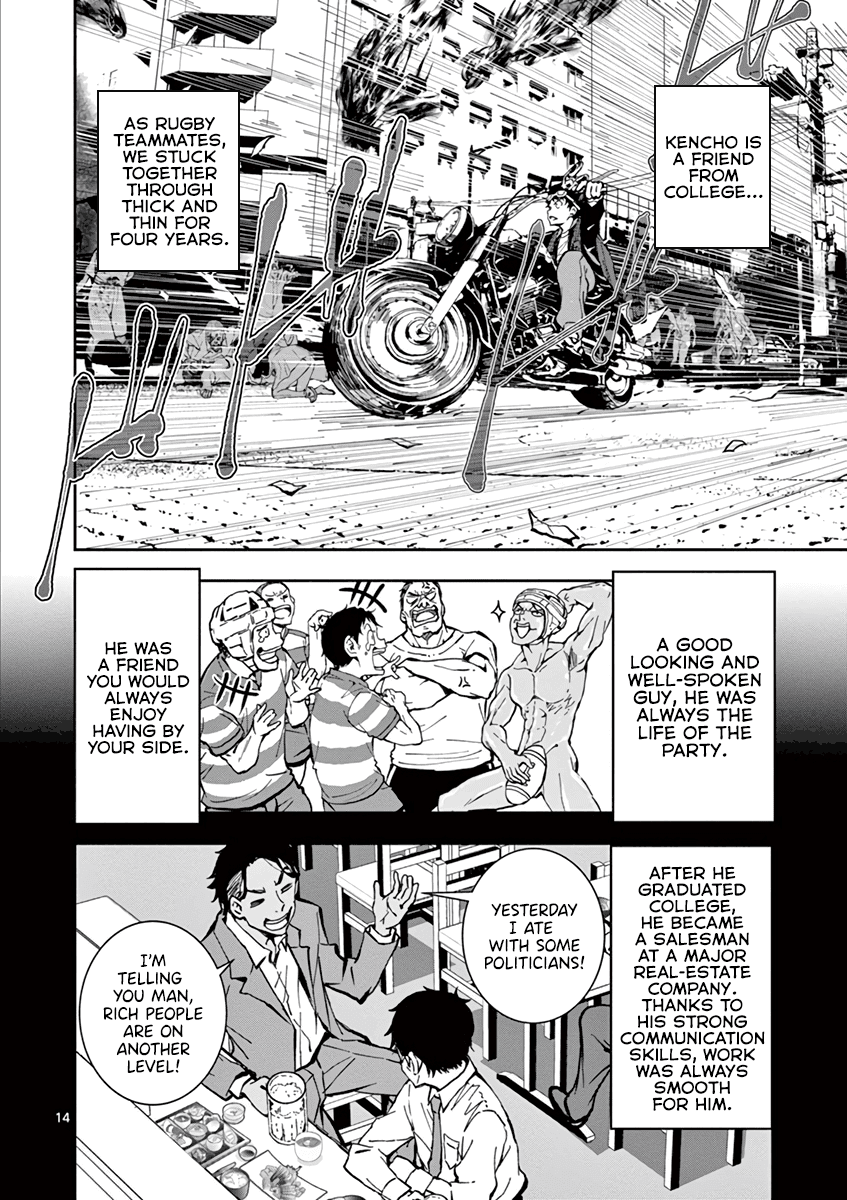 KENCHO IS
A FRIEND
FROM
COLLEGE...
AS RUGBY
TEAMMATES,
WE STUCK
TOGETHER
THROUGH
THICK AND
THIN FOR
FOUR YEARS.
A GOOD
LOOKING AND
WELL-SPOKEN
GUY, HE WAS
ALWAYS THE
LIFE OF THE
PARTY.
HE WAS
A FRIEND
YOU WOULD
ALWAYS
ENJOY
HAVING BY
YOUR SIDE.
AFTER HE
GRADUATED
COLLEGE,
HE BECAME
A SALESMAN
AT A MAJOR
REAL-ESTATE
COMPANY.
THANKS TO
HIS STRONG
COMMUNICATION
SKILLS, WORK
WAS ALWAYS
SMOOTH
FOR HIM.
YESTERDAY
I ATE
WITH SOME
POLITICIANS!
I'M
TELLING
YOU MAN,
RICH PEOPLE
ARE ON
ANOTHER
LEVEL!
14